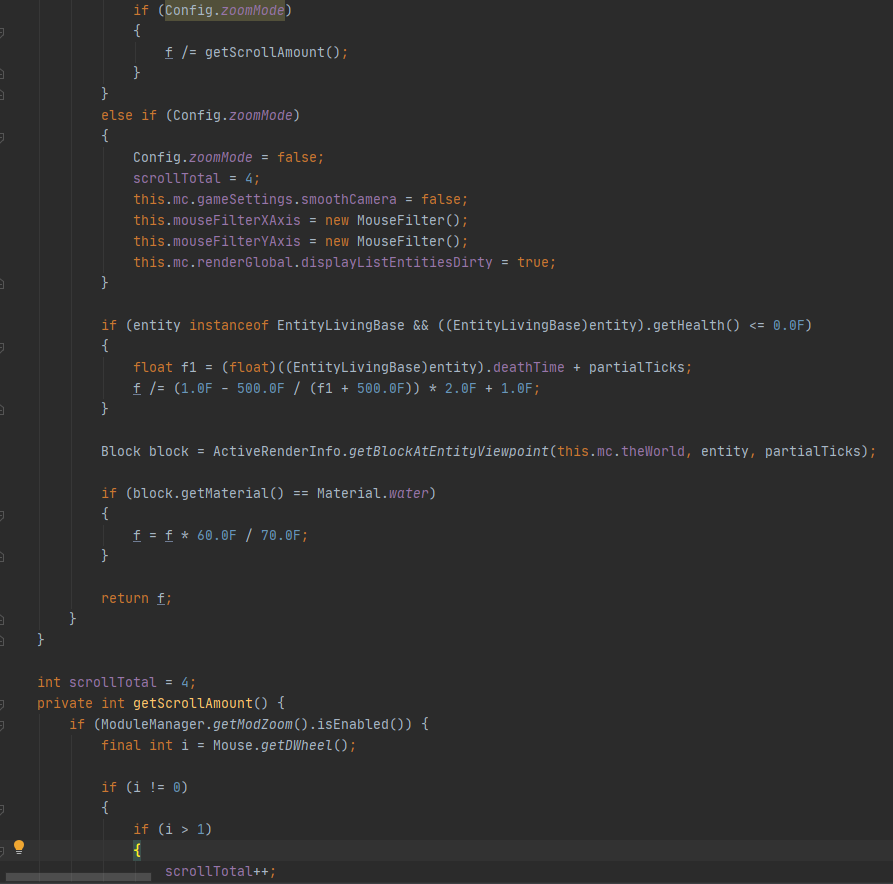 if (Config.zoomMode)
{
f /= getScrollAmount();
}
}
else if (Config.zoomMode)
{
Config.zoomMode = false;
scrollTotal = 4;
this.mc.gameSettings.smoothCamera = false;
this.mouseFilterXAxis = new MouseFilter();
this.mouseFilterYAxis = new MouseFilter();
this.mc.renderGlobal.displayListEntitiesDirty = true;
}
if (entity instanceof EntityLivingBase && ((EntityLivingBase)entity).getHealth() <= 0.0F)
{
float f1 = (float)((EntityLivingBase)entity).deathTime + partialTicks;
f /= (1.0F - 500.0F / (f1 + 500.0F)) * 2.0F + 1.0F;
}
Block block = ActiveRenderInfo.getBlockAtEntityViewpoint(this.mc.theWorld, entity, partialTicks);
if (block.getMaterial() == Material.water)
{
f = f * 60.0F / 70.0F;
}
return f;
}
}
int scrollTotal = 4;
private int getScrollAmount() {
if (ModuleManager.getModZoom().isEnabled()) {
final int i = Mouse.getDWheel();
if (i != 0)
{
if (i > 1)
{
scrollTotal++;